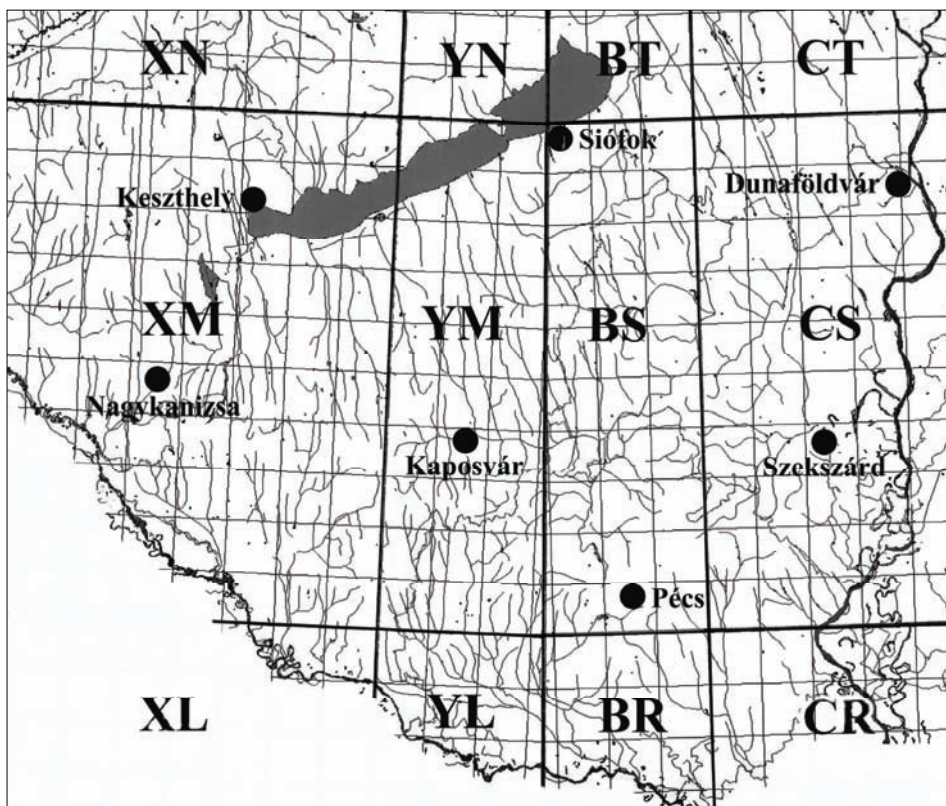 XN
YN
BT
CT
Siófok
Keszthely
Dunaföldvár
XM
YM
BS
CS
Nagykanizsa
Kaposvár
Szekszárd
Pécs
XL
YL
BR
CR